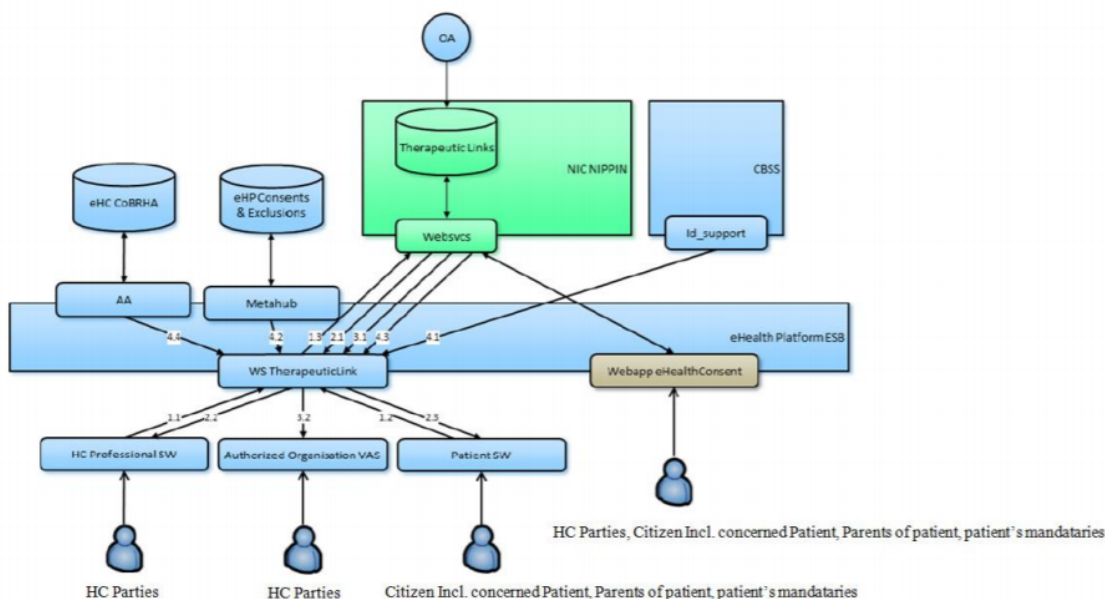 OA
Therapeutic Links
NIC NIPPIN
CBSS
eHC CoBRHA
eHP Consents
& Exclusions
Websvcs
Id_support
AA
Metahub
4.4
4.2
1.3
2.1
3.1
4.3
4.1
eHealth Platform ESB
WS TherapeuticLink
Webapp eHealthConsent
1.1
2.2
3.2
1.2
2.3
HC Professional SW
Authorized Organisation VAS
Patient SW
HC Parties, Citizen Incl. concerned Patient, Parents of patient, patient's mandataries
HC Parties
HC Parties
Citizen Incl. concerned Patient, Parents of patient, patient's mandataries